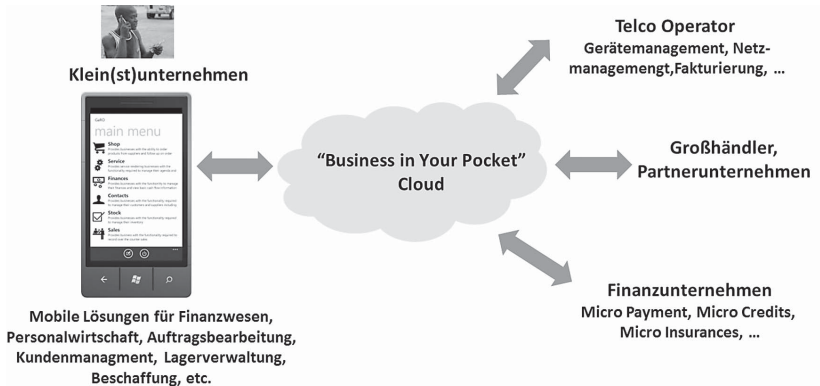 Klein(st)unternehmen
main menu
Shop
Service
Finances
Contacts
Stock
Sales
Mobile Lösungen für Finanzwesen,
Personalwirtschaft, Auftragsbearbeitung,
Kundenmanagment, Lagerverwaltung,
Beschaffung, etc.
“Business in Your Pocket”
Cloud
Telco Operator
Gerätemanagement, Netz-
managemengt,Fakturierung, ...
Großhändler,
Partnerunternehmen
Finanzunternehmen
Micro Payment, Micro Credits,
Micro Insurances, ...